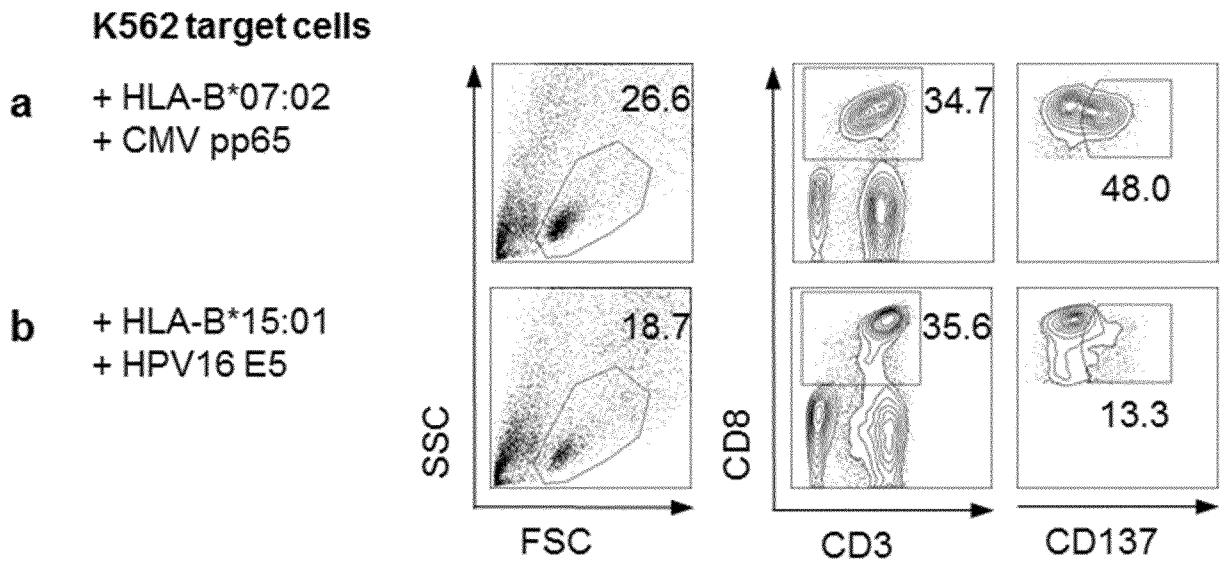 K562 target cells
a
+ HLA-B*07:02
+ CMV pp65
26.6
34.7
48.0
b
+ HLA-B*15:01
+ HPV16 E5
18.7
35.6
13.3
SSC
CD8
FSC
CD3
CD137